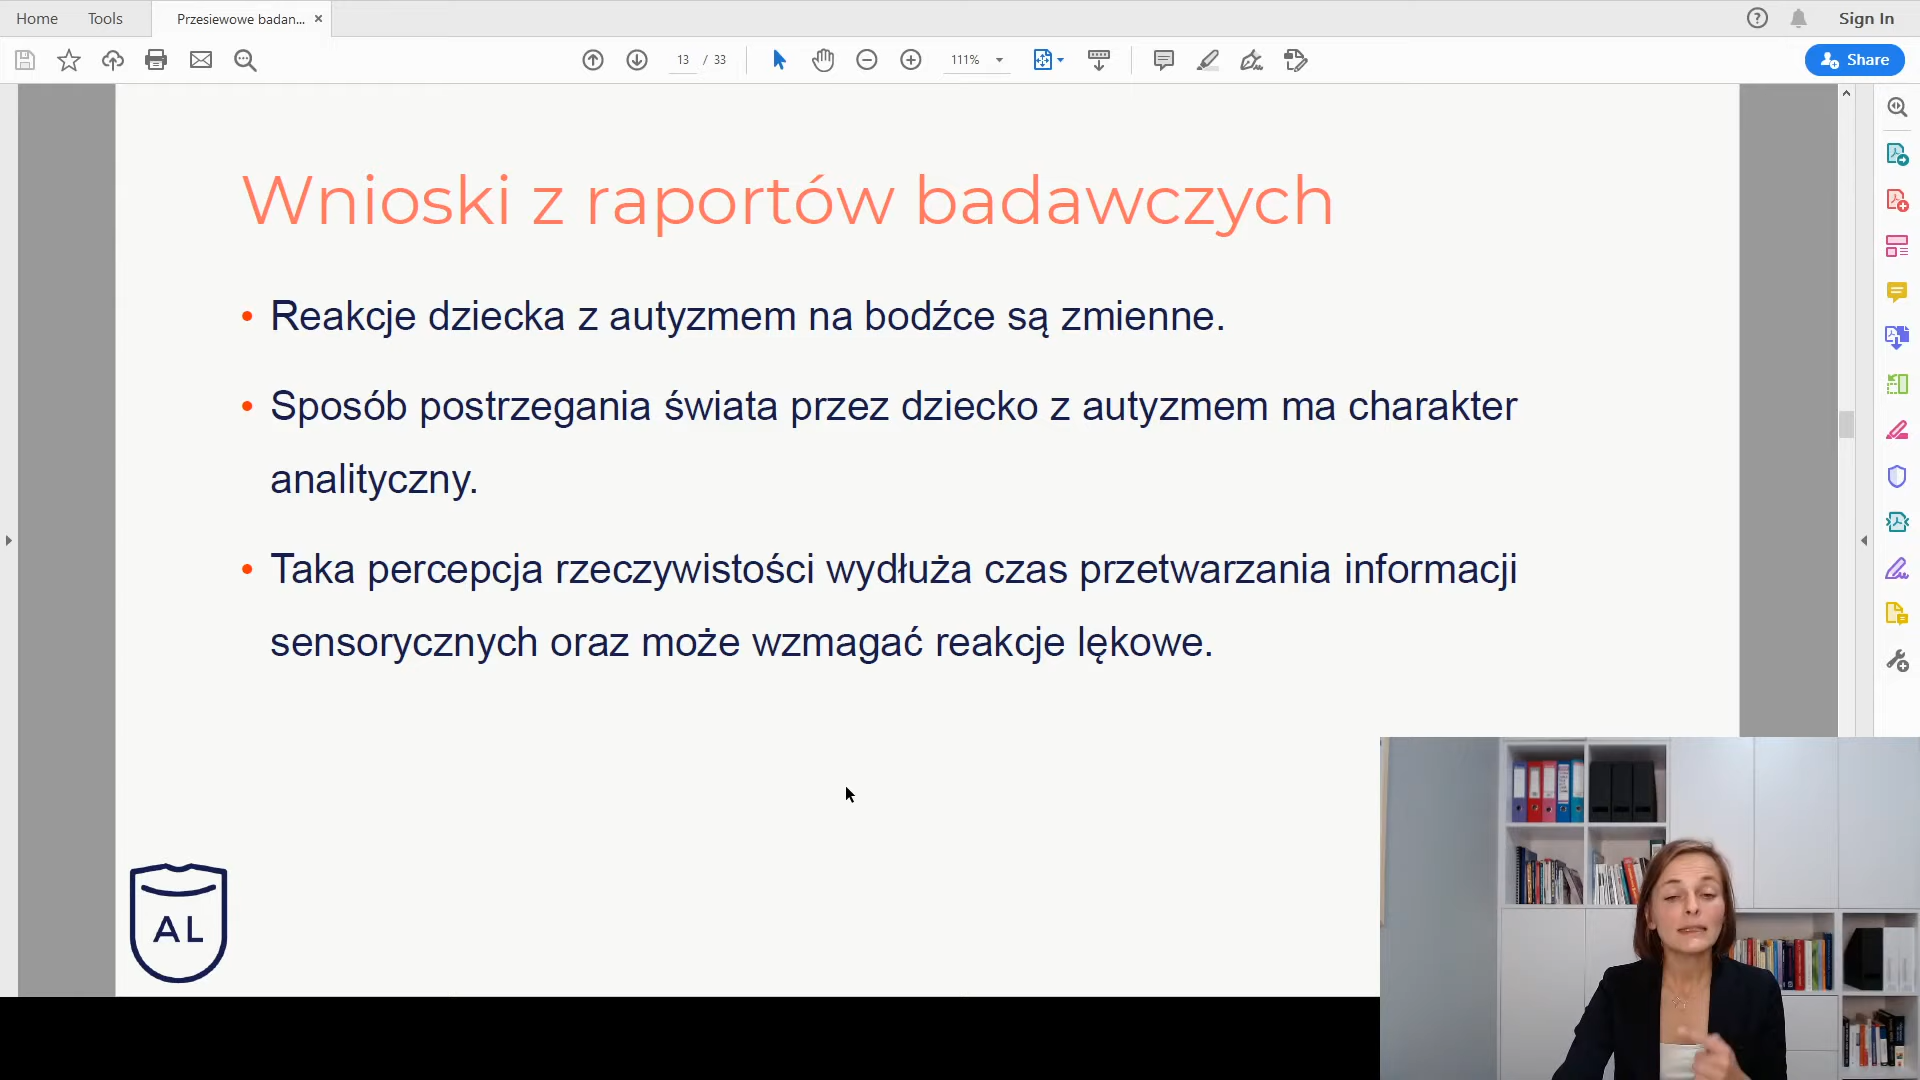 Home Tools Przesiewowe badan... × Sign In
13 / 33 111% Share
Wnioski z raportów badawczych
• Reakcje dziecka z autyzmem na bodźce są zmienne.
• Sposób postrzegania świata przez dziecko z autyzmem ma charakter
analityczny.
• Taka percepcja rzeczywistości wydłuża czas przetwarzania informacji
sensorycznych oraz może wzmagać reakcje lękowe.
AL